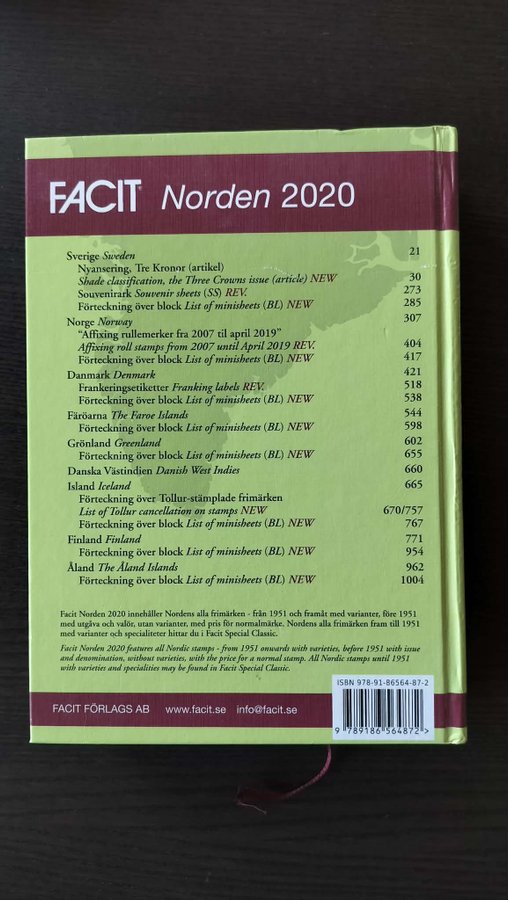 FACIT® Norden 2020
Sverige Sweden 21
Nyansering, Tre Kronor (artikel)
Shade classification, the Three Crowns issue (article) NEW 30
Souvenirark Souvenir sheets (SS) REV. 273
Förteckning över block List of minisheets (BL) NEW 285
Norge Norway 307
"Affixing rullemerker fra 2007 til april 2019"
Affixing roll stamps from 2007 until April 2019 REV. 404
Förteckning över block List of minisheets (BL) NEW 417
Danmark Denmark 421
Frankeringsetiketter Franking labels REV. 518
Förteckning över block List of minisheets (BL) NEW 538
Färöarna The Faroe Islands 544
Förteckning över block List of minisheets (BL) NEW 598
Grönland Greenland 602
Förteckning över block List of minisheets (BL) NEW 655
Danska Västindien Danish West Indies 660
Island Iceland 665
Förteckning över Tollur-stämplade frimärken
List of Tollur cancellation on stamps NEW 670/757
Förteckning över block List of minisheets (BL) NEW 767
Finland Finland 771
Förteckning över block List of minisheets (BL) NEW 954
Åland The Åland Islands 962
Förteckning över block List of minisheets (BL) NEW 1004
Facit Norden 2020 innehåller Nordens alla frimärken - från 1951 och framåt med varianter, före 1951
med utgåva och valör, utan varianter, med pris för normalmärke. Nordens alla frimärken fram till 1951
med varianter och specialiteter hittar du i Facit Special Classic.
Facit Norden 2020 features all Nordic stamps - from 1951 onwards with varieties, before 1951 with issue
and denomination, without varieties, with the price for a normal stamp. All Nordic stamps until 1951
with varieties and specialities may be found in Facit Special Classic.
ISBN 978-91-86564-87-2
FACIT FÖRLAGS AB www.facit.se info@facit.se
9 789186 564872 >